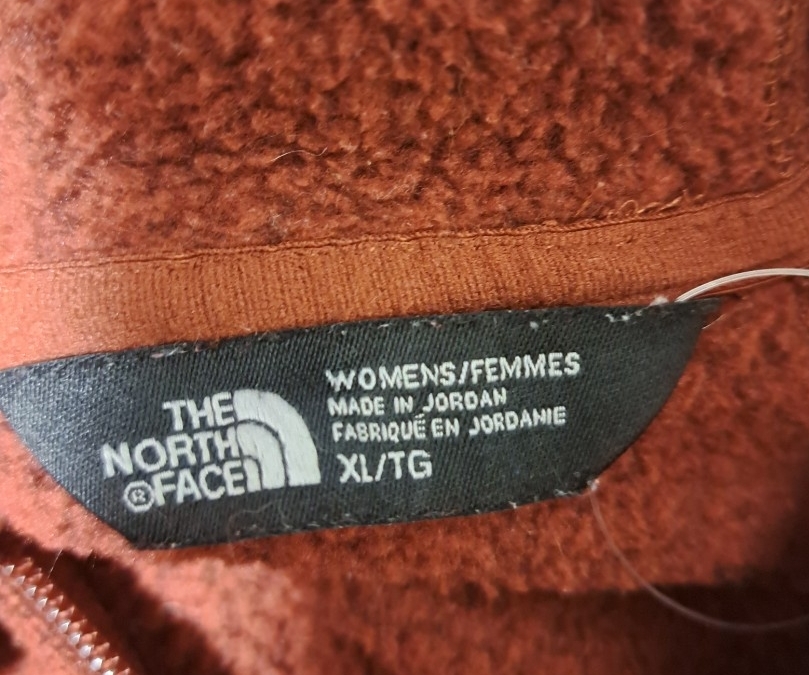 THE
NORTH
®FACE
WOMENS/FEMMES
MADE IN JORDAN
FABRIQUÉ EN JORDANIE
XL/TG